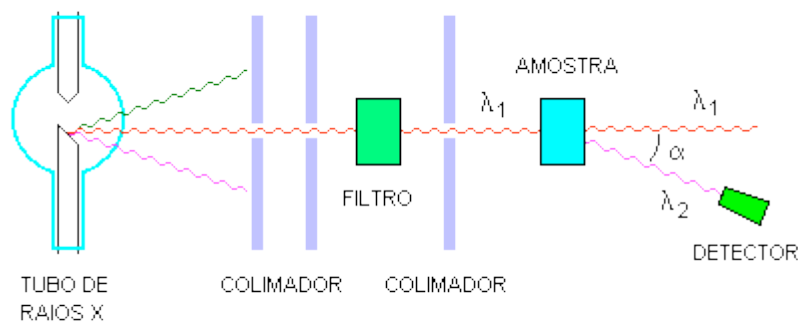 AMOSTRA
λ1
λ1
α
FILTRO
λ2
DETECTOR
TUBO DE
RAIOS X
COLIMADOR
COLIMADOR